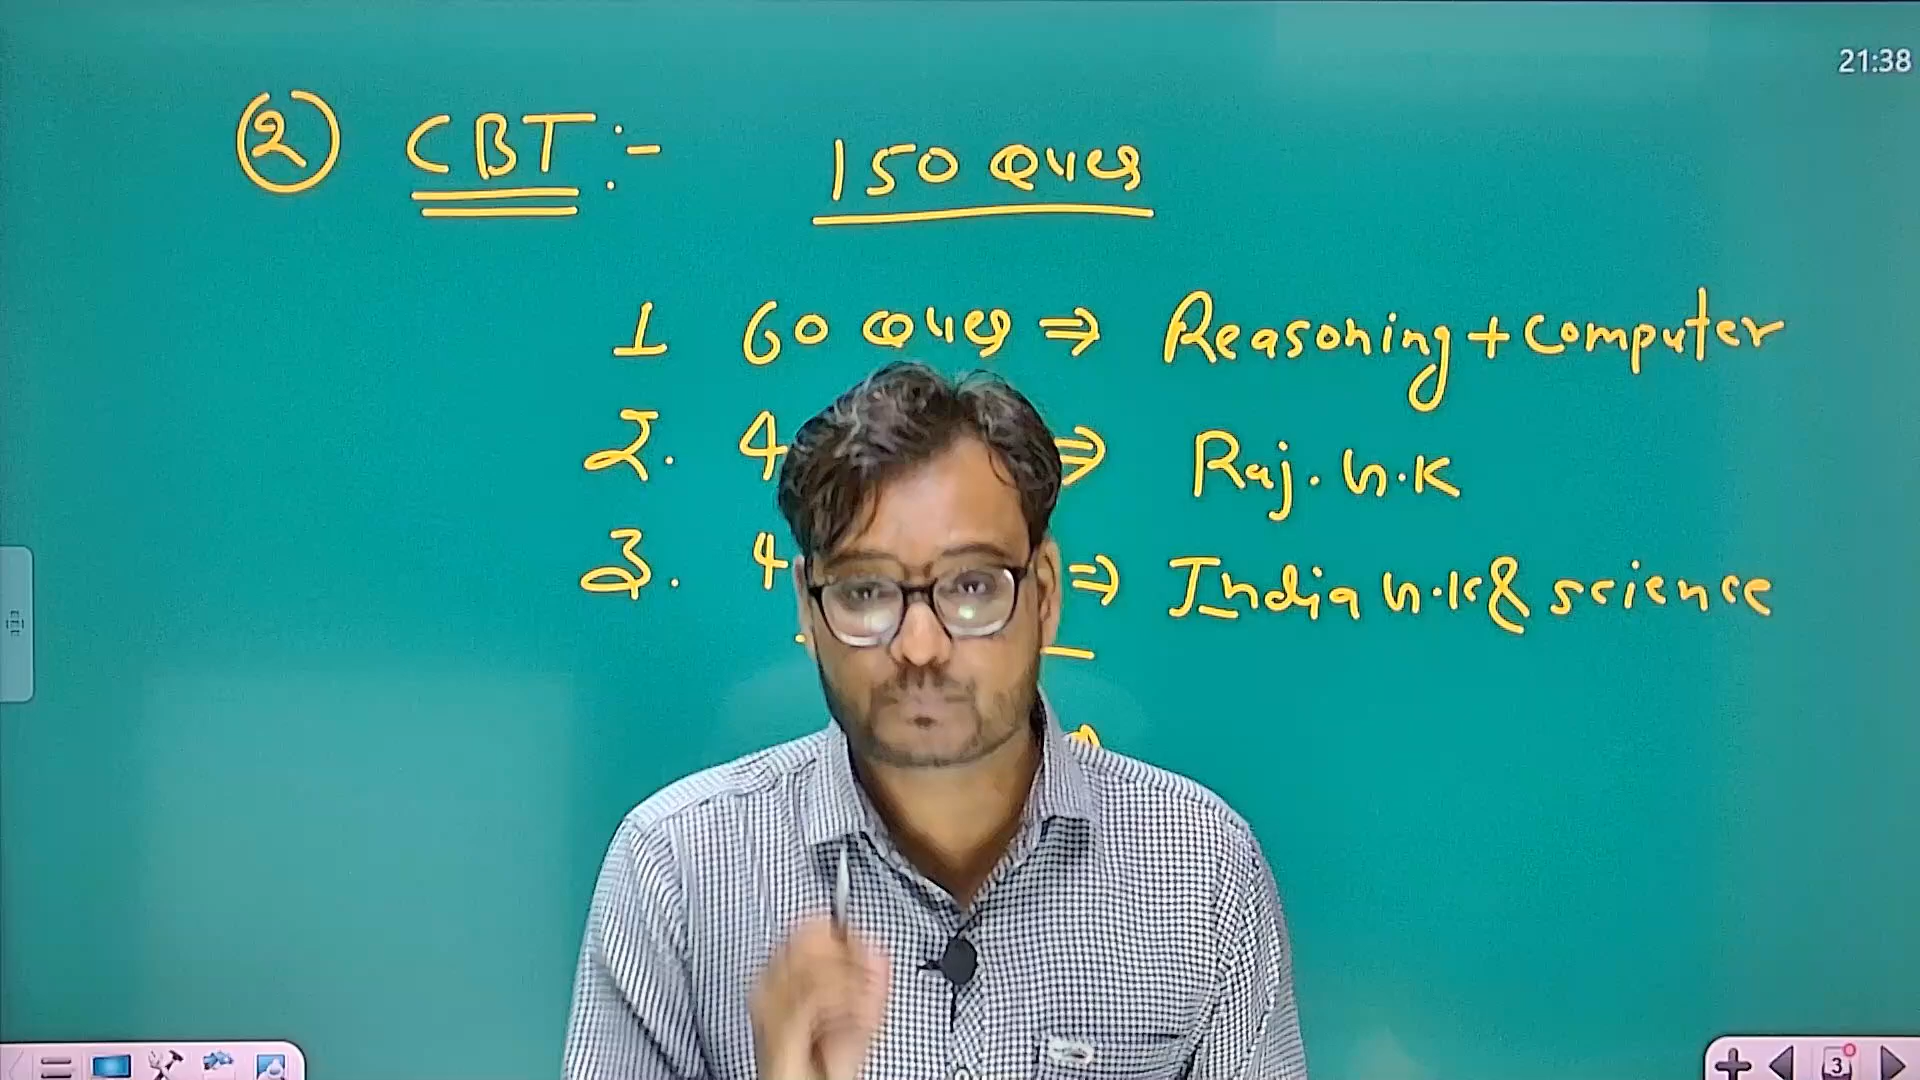 21:38
2 CBT:- 150 Ques
1 60 Ques ⇒ Reasoning + Computer
2. 4 ⇒ Raj. G.K
3. 4 ⇒ India G.K & science
3